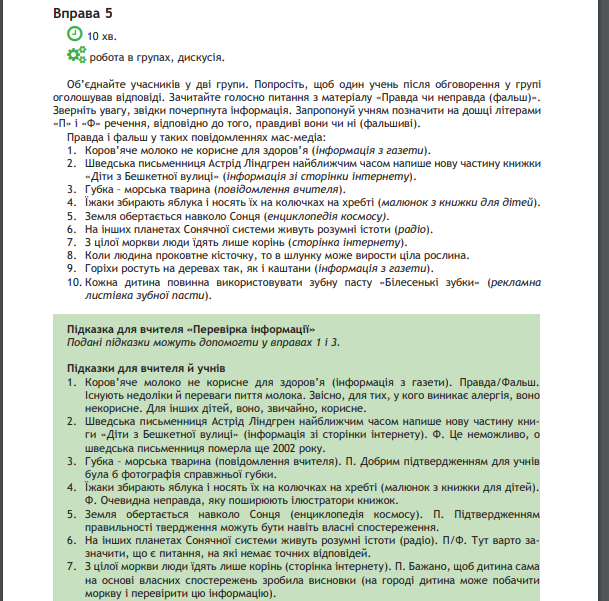 Вправа 5
10 хв.
робота в групах, дискусія.
Об’єднайте учасників у дві групи. Попросіть, щоб один учень після обговорення у групі
оголошував відповіді. Зачитайте голосно питання з матеріалу «Правда чи неправда (фальш)».
Зверніть увагу, звідки почерпнута інформація. Запропонуй учням позначити на дошці літерами
«П» і «Ф» речення, відповідно до того, правдиві вони чи ні (фальшиві).
Правда і фальш у таких повідомленнях мас-медіа:
1. Коров’яче молоко не корисне для здоров’я (інформація з газети).
2. Шведська письменниця Астрід Ліндгрен найближчим часом напише нову частину книжки
«Діти з Бешкетної вулиці» (інформація зі сторінки інтернету).
3. Губка – морська тварина (повідомлення вчителя).
4. Їжаки збирають яблука і носять їх на колючках на хребті (малюнок з книжки для дітей).
5. Земля обертається навколо Сонця (енциклопедія космосу).
6. На інших планетах Сонячної системи живуть розумні істоти (радіо).
7. З цілої моркви люди їдять лише корінь (сторінка інтернету).
8. Коли людина проковтне кісточку, то в шлунку може вирости ціла рослина.
9. Горіхи ростуть на деревах так, як і каштани (інформація з газети).
10. Кожна дитина повинна використовувати зубну пасту «Білесенькі зубки» (рекламна
листівка зубної пасти).
Підказка для вчителя «Перевірка інформації»
Подані підказки можуть допомогти у вправах 1 і 3.
Підказки для вчителя й учнів
1. Коров’яче молоко не корисне для здоров’я (інформація з газети). Правда/Фальш.
Існують недоліки й переваги пиття молока. Звісно, для тих, у кого виникає алергія, воно
некорисне. Для інших дітей, воно, звичайно, корисне.
2. Шведська письменниця Астрід Ліндгрен найближчим часом напише нову частину кни-
ги «Діти з Бешкетної вулиці» (інформація зі сторінки інтернету). Ф. Це неможливо, о
шведська письменниця померла ще 2002 року.
3. Губка – морська тварина (повідомлення вчителя). П. Добрим підтвердженням для учнів
була б фотографія справжньої губки.
4. Їжаки збирають яблука і носять їх на колючках на хребті (малюнок з книжки для дітей).
Ф. Очевидна неправда, яку поширюють ілюстратори книжок.
5. Земля обертається навколо Сонця (енциклопедія космосу). П. Підтвердженням
правильності твердження можуть бути навіть власні спостереження.
6. На інших планетах Сонячної системи живуть розумні істоти (радіо). П/Ф. Тут варто за-
значити, що є питання, на які немає точних відповідей.
7. З цілої моркви люди їдять лише корінь (сторінка інтернету). П. Бажано, щоб дитина сама
на основі власних спостережень зробила висновки (на городі дитина може побачити
моркву і перевірити цю інформацію).